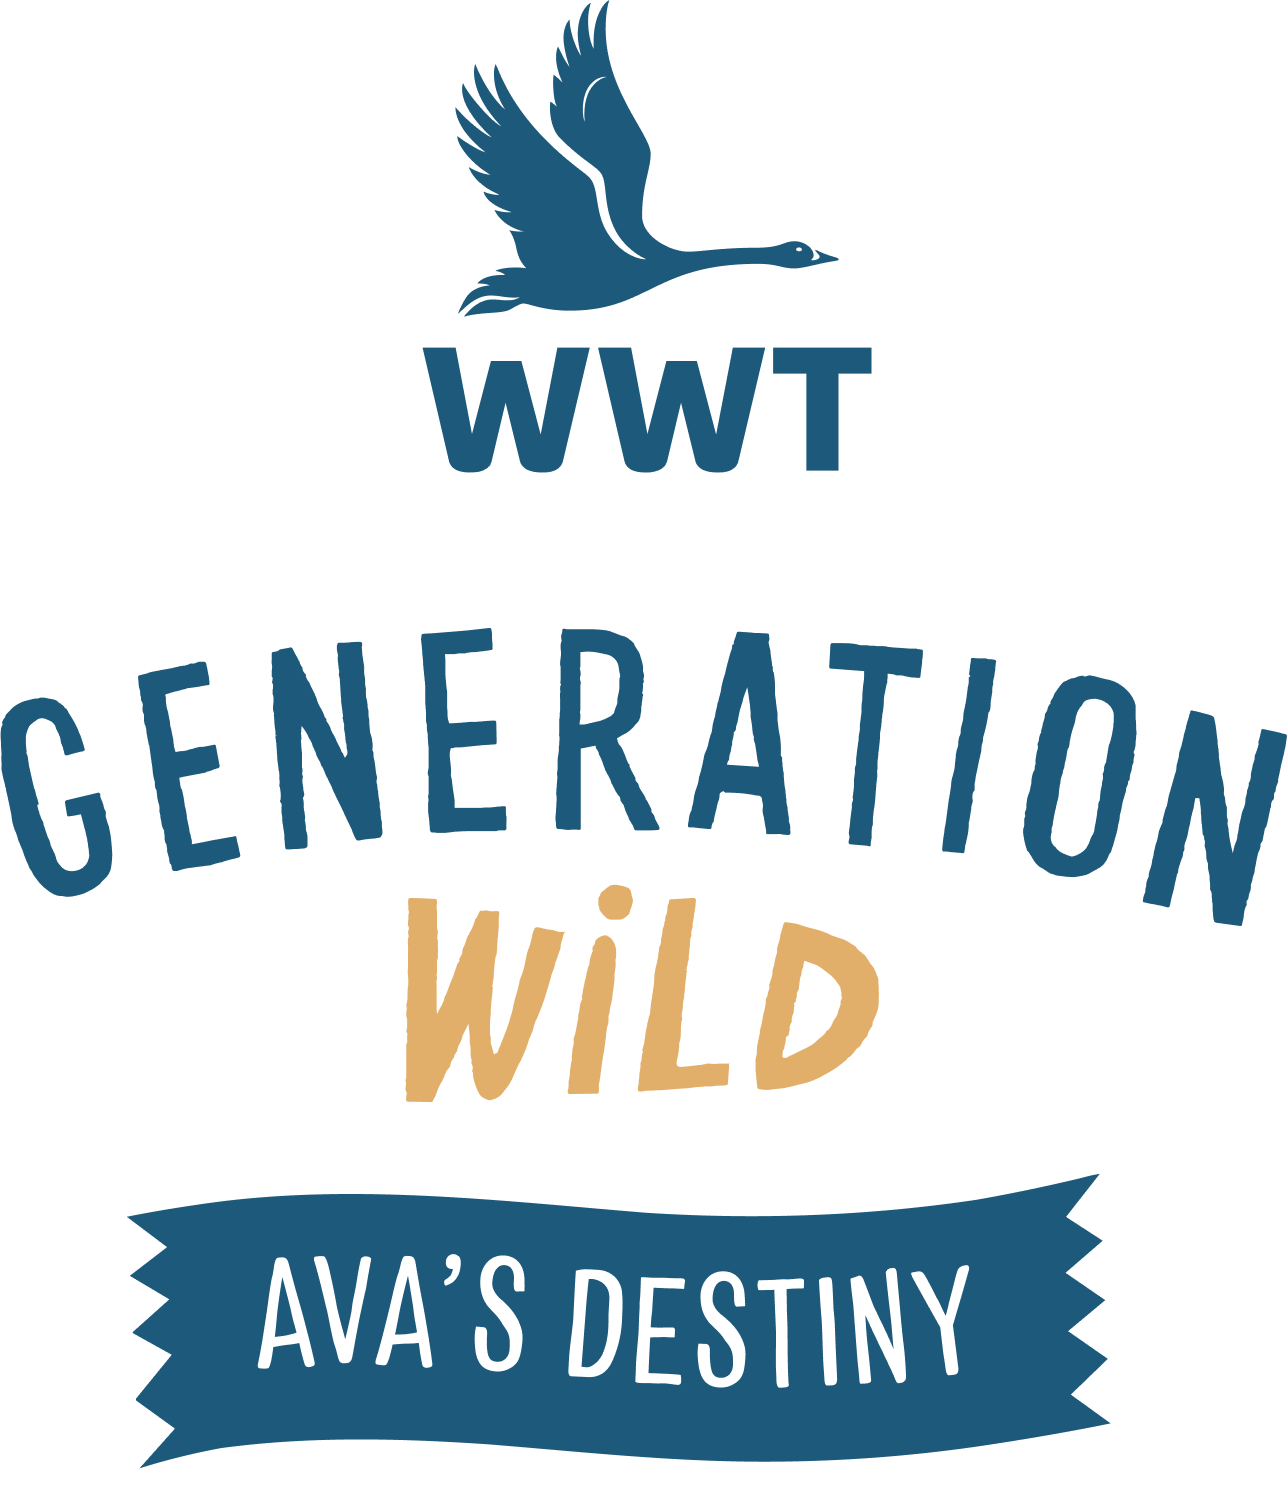 WWT
GENERATION
WiLD
AVA'S DESTINY